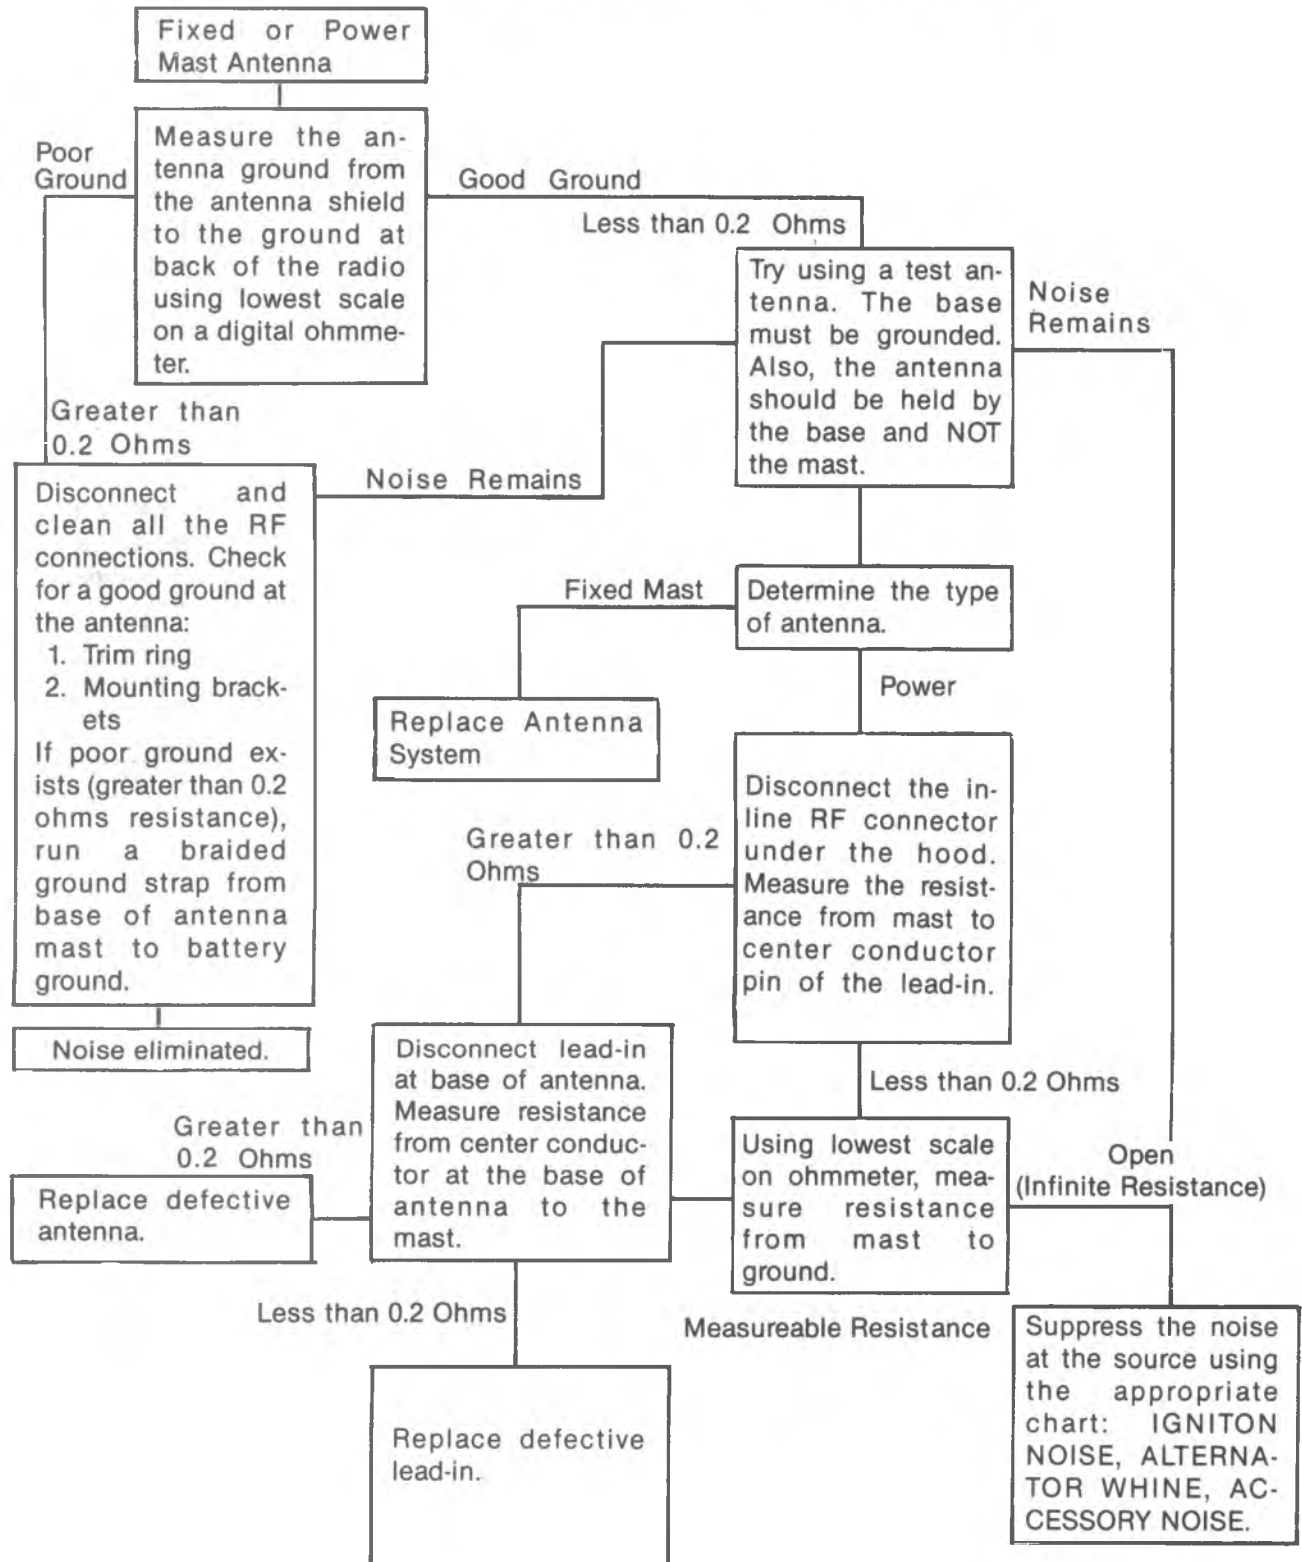 Fixed or Power
Mast Antenna
Poor
Ground
Measure the an-
tenna ground from
the antenna shield
to the ground at
back of the radio
using lowest scale
on a digital ohmme-
ter.
Good Ground
Less than 0.2 Ohms
Try using a test an-
tenna. The base
must be grounded.
Also, the antenna
should be held by
the base and NOT
the mast.
Noise
Remains
Greater than
0.2 Ohms
Disconnect and
clean all the RF
connections. Check
for a good ground at
the antenna:
1. Trim ring
2. Mounting brack-
ets
If poor ground ex-
ists (greater than 0.2
ohms resistance),
run a braided
ground strap from
base of antenna
mast to battery
ground.
Noise Remains
Fixed Mast
Determine the type
of antenna.
Power
Replace Antenna
System
Greater than 0.2
Ohms
Disconnect the in-
line RF connector
under the hood.
Measure the resist-
ance from mast to
center conductor
pin of the lead-in.
Noise eliminated.
Disconnect lead-in
at base of antenna.
Measure resistance
from center conduc-
tor at the base of
antenna to the
mast.
Less than 0.2 Ohms
Greater than
0.2 Ohms
Replace defective
antenna.
Using lowest scale
on ohmmeter, mea-
sure resistance
from mast to
ground.
Open
(Infinite Resistance)
Less than 0.2 Ohms
Measureable Resistance
Suppress the noise
at the source using
the appropriate
chart: IGNITON
NOISE, ALTERNA-
TOR WHINE, AC-
CESSORY NOISE.
Replace defective
lead-in.